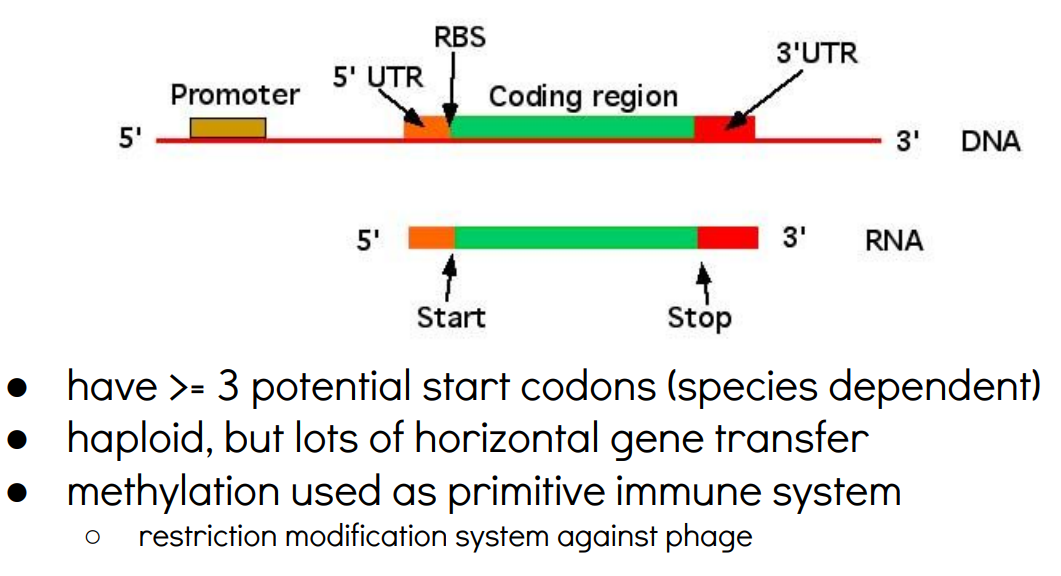 RBS
3'UTR
5' UTR
Promoter
Coding region
5'
3'
DNA
5'
3'
RNA
Start
Stop
● have >= 3 potential start codons (species dependent)
● haploid, but lots of horizontal gene transfer
● methylation used as primitive immune system
○ restriction modification system against phage